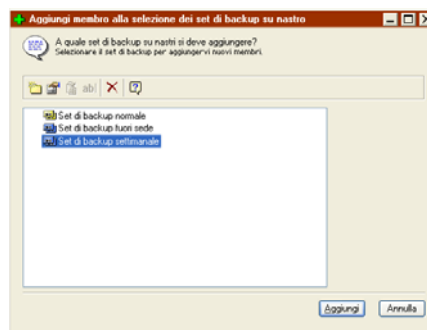 Aggiungi membro alla selezione dei set di backup su nastro
A quale set di backup su nastri si deve aggiungere?
Selezionare il set di backup per aggiungervi nuovi membri.
ab|
Set di backup normale
Set di backup fuori sede
Set di backup settimanale
Aggiungi
Annulla